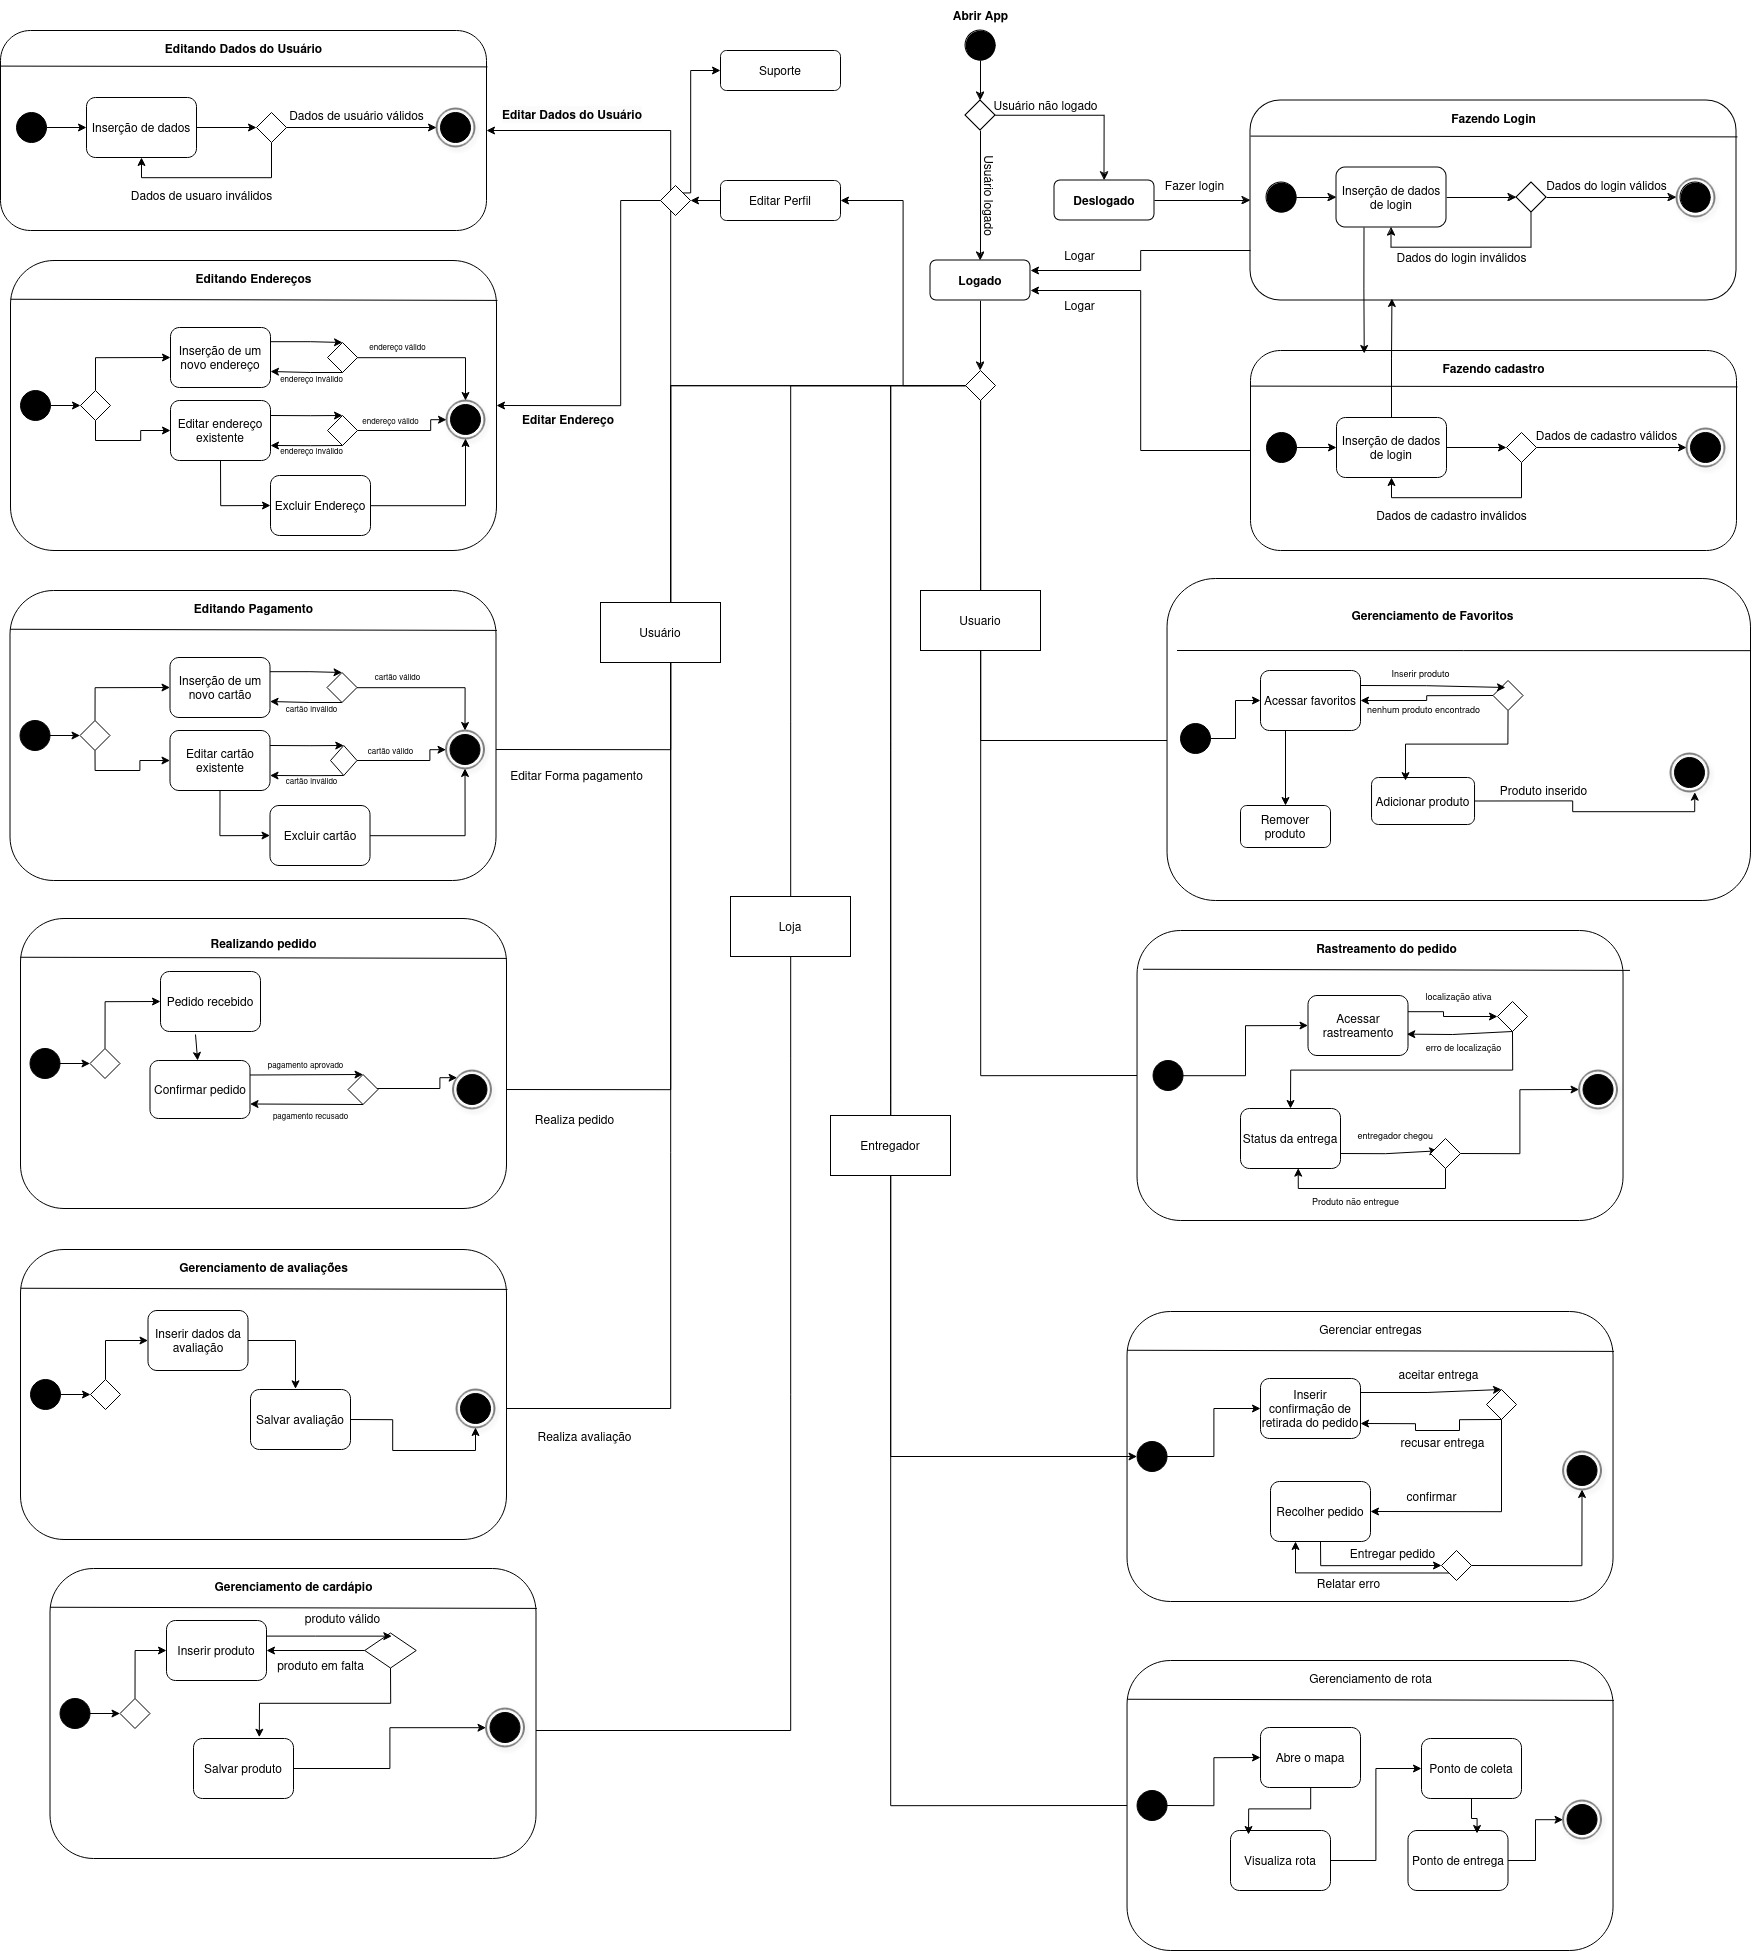 Abrir App
Usuário não logado
Usuário logado
Deslogado
Fazer login
Logado
Logar
Logar
Suporte
Editar Perfil
Editar Dados do Usuário
Editar Endereço
Editando Dados do Usuário
Inserção de dados
Dados de usuário válidos
Dados de usuaro inválidos
Fazendo Login
Inserção de dados
de login
Dados do login válidos
Dados do login inválidos
Editando Endereços
Inserção de um
novo endereço
endereço válido
endereço inválido
Editar endereço
existente
endereço válido
endereço inválido
Excluir Endereço
Fazendo cadastro
Inserção de dados
de login
Dados de cadastro válidos
Dados de cadastro inválidos
Editando Pagamento
Inserção de um
novo cartão
cartão válido
cartão inválido
Editar cartão
existente
cartão válido
cartão inválido
Excluir cartão
Editar Forma pagamento
Usuário
Usuario
Gerenciamento de Favoritos
Acessar favoritos
Inserir produto
nenhum produto encontrado
Remover
produto
Adicionar produto
Produto inserido
Loja
Realizando pedido
Pedido recebido
Confirmar pedido
pagamento aprovado
pagamento recusado
Realiza pedido
Entregador
Rastreamento do pedido
Acessar
rastreamento
localização ativa
erro de localização
Status da entrega
entregador chegou
Produto não entregue
Gerenciamento de avaliações
Inserir dados da
avaliação
Salvar avaliação
Realiza avaliação
Gerenciar entregas
Inserir
confirmação de
retirada do pedido
aceitar entrega
recusar entrega
confirmar
Recolher pedido
Entregar pedido
Relatar erro
Gerenciamento de cardápio
Inserir produto
produto válido
produto em falta
Salvar produto
Gerenciamento de rota
Abre o mapa
Ponto de coleta
Visualiza rota
Ponto de entrega